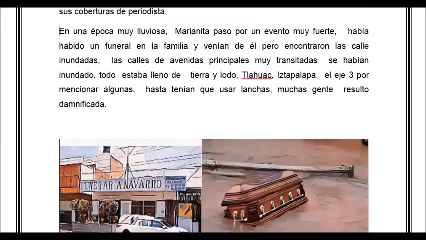 sus coberturas de periodista.
En una época muy lluviosa, Marianita paso por un evento muy fuerte, había
habido un funeral en la familia y venían de él pero encontraron las calle
inundadas, las calles de avenidas principales muy transitadas se habían
inundado, todo estaba lleno de tierra y lodo, Tlahuac, Iztapalapa, el eje 3 por
mencionar algunas, hasta tenían que usar lanchas, muchas gente resulto
damnificada.
NAVARRO